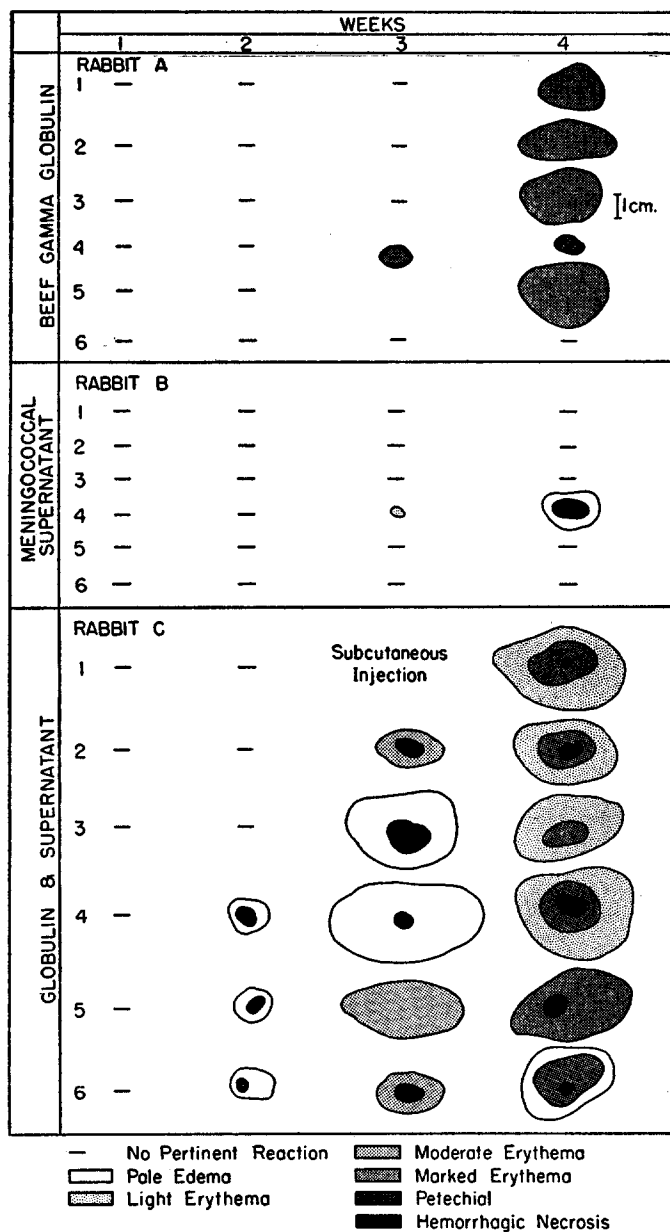 WEEKS
1 2 3 4
BEEF GAMMA GLOBULIN
RABBIT A
1 — — —
2 — — —
3 — — —
1cm.
4 — —
5 — — —
6 — — — —
MENINGOCOCCAL
SUPERNATANT
RABBIT B
1 — — — —
2 — — — —
3 — — — —
4 — —
5 — — — —
6 — — — —
GLOBULIN & SUPERNATANT
RABBIT C
Subcutaneous
Injection
1 — —
2 — —
3 — —
4 —
5 —
6 —
— No Pertinent Reaction
Pale Edema
Light Erythema
Moderate Erythema
Marked Erythema
Petechial
Hemorrhagic Necrosis